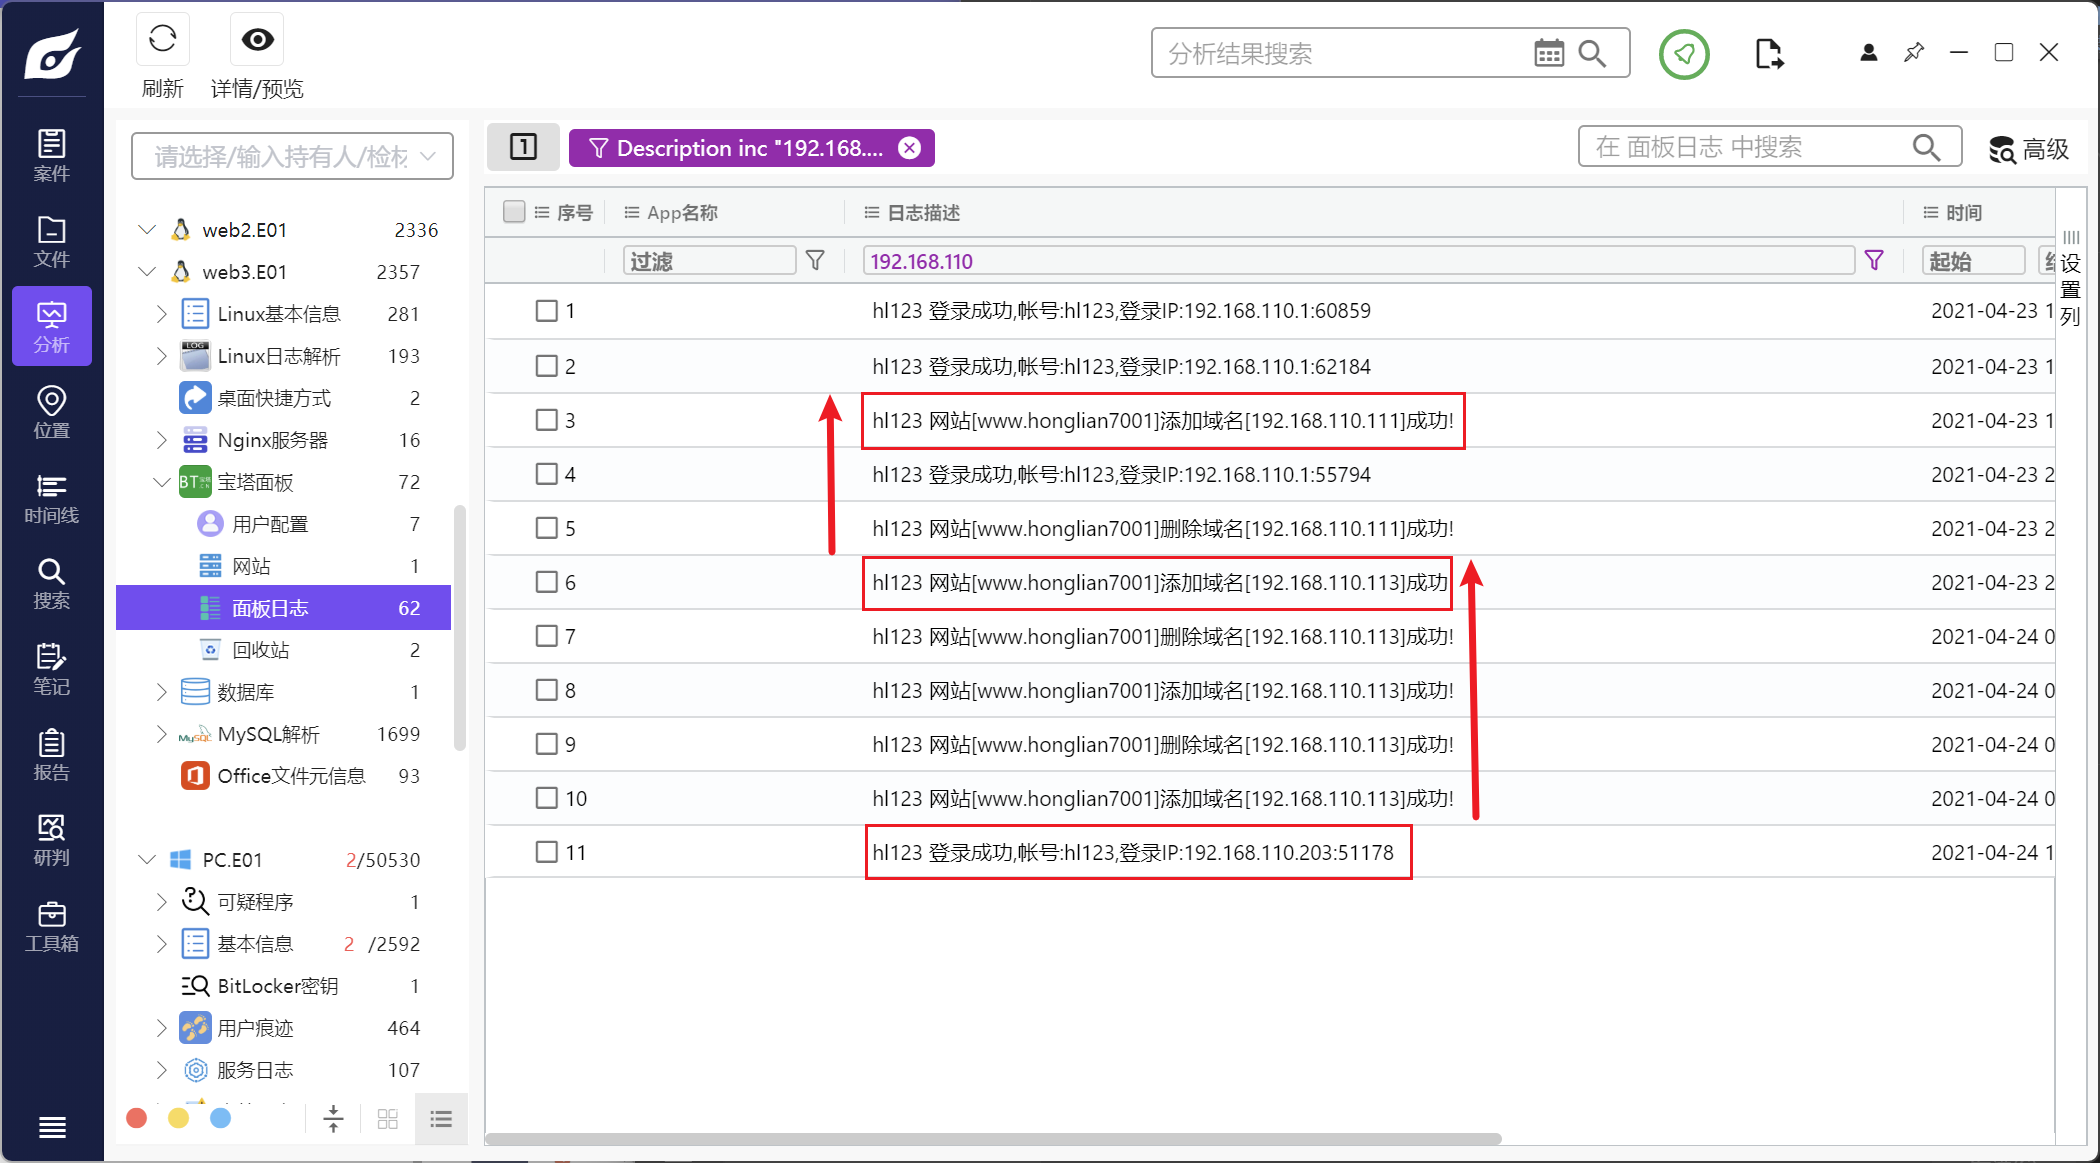 刷新
详情/预览
分析结果搜索
案件
文件
分析
位置
时间线
搜索
笔记
报告
研判
工具箱
请选择/输入持有人/检材
web2.E01 2336
web3.E01 2357
Linux基本信息 281
LOG
Linux日志解析 193
桌面快捷方式 2
Nginx服务器 16
BT
宝塔面板 72
用户配置 7
网站 1
面板日志 62
回收站 2
数据库 1
MySQL
MySQL解析 1699
Office文件元信息 93
PC.E01 2/50530
可疑程序 1
基本信息 2 /2592
BitLocker密钥 1
用户痕迹 464
服务日志 107
1
Description inc "192.168....
在 面板日志 中搜索
高级
序号 App名称 日志描述 时间
过滤 192.168.110 起始
设置列
1 hl123 登录成功,帐号:hl123,登录IP:192.168.110.1:60859 2021-04-23 1
2 hl123 登录成功,帐号:hl123,登录IP:192.168.110.1:62184 2021-04-23 1
3 hl123 网站[www.honglian7001]添加域名[192.168.110.111]成功! 2021-04-23 1
4 hl123 登录成功,帐号:hl123,登录IP:192.168.110.1:55794 2021-04-23 2
5 hl123 网站[www.honglian7001]删除域名[192.168.110.111]成功! 2021-04-23 2
6 hl123 网站[www.honglian7001]添加域名[192.168.110.113]成功 2021-04-23 2
7 hl123 网站[www.honglian7001]删除域名[192.168.110.113]成功! 2021-04-24 0
8 hl123 网站[www.honglian7001]添加域名[192.168.110.113]成功! 2021-04-24 0
9 hl123 网站[www.honglian7001]删除域名[192.168.110.113]成功! 2021-04-24 0
10 hl123 网站[www.honglian7001]添加域名[192.168.110.113]成功! 2021-04-24 0
11 hl123 登录成功,帐号:hl123,登录IP:192.168.110.203:51178 2021-04-24 1